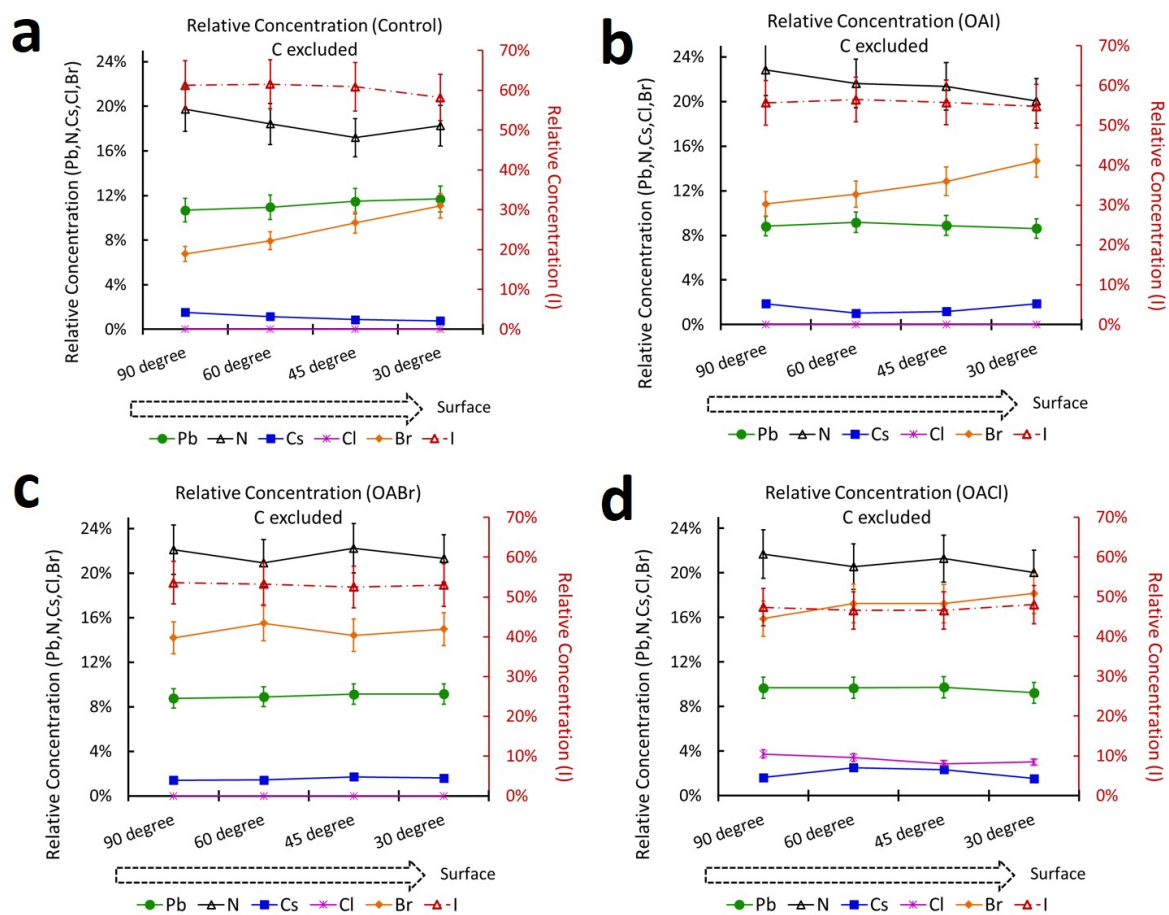 a
Relative Concentration (Control)
C excluded
Relative Concentration (Pb,N,Cs,Cl,Br)
24%
20%
16%
12%
8%
4%
0%
70%
60%
50%
40%
30%
20%
10%
0%
Relative Concentration (I)
90 degree
60 degree
45 degree
30 degree
Surface
Pb N Cs Cl Br I
b
Relative Concentration (OAI)
C excluded
Relative Concentration (Pb,N,Cs,Cl,Br)
24%
20%
16%
12%
8%
4%
0%
70%
60%
50%
40%
30%
20%
10%
0%
Relative Concentration (I)
90 degree
60 degree
45 degree
30 degree
Surface
Pb N Cs Cl Br I
c
Relative Concentration (OABr)
C excluded
Relative Concentration (Pb,N,Cs,Cl,Br)
24%
20%
16%
12%
8%
4%
0%
70%
60%
50%
40%
30%
20%
10%
0%
Relative Concentration (I)
90 degree
60 degree
45 degree
30 degree
Surface
Pb N Cs Cl Br I
d
Relative Concentration (OACl)
C excluded
Relative Concentration (Pb,N,Cs,Cl,Br)
24%
20%
16%
12%
8%
4%
0%
70%
60%
50%
40%
30%
20%
10%
0%
Relative Concentration (I)
90 degree
60 degree
45 degree
30 degree
Surface
Pb N Cs Cl Br I